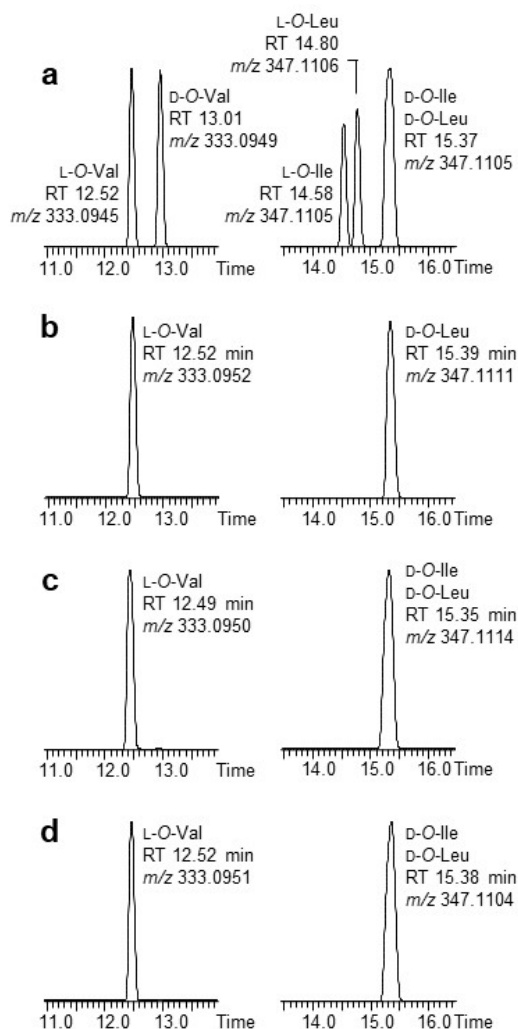 a
L-O-Val
RT 12.52
m/z 333.0945
D-O-Val
RT 13.01
m/z 333.0949
11.0 12.0 13.0 Time
L-O-Ile
RT 14.58
m/z 347.1105
L-O-Leu
RT 14.80
m/z 347.1106
D-O-Ile
D-O-Leu
RT 15.37
m/z 347.1105
14.0 15.0 16.0 Time
b
L-O-Val
RT 12.52 min
m/z 333.0952
11.0 12.0 13.0 Time
D-O-Leu
RT 15.39 min
m/z 347.1111
14.0 15.0 16.0 Time
c
L-O-Val
RT 12.49 min
m/z 333.0950
11.0 12.0 13.0 Time
D-O-Ile
D-O-Leu
RT 15.35 min
m/z 347.1114
14.0 15.0 16.0 Time
d
L-O-Val
RT 12.52 min
m/z 333.0951
11.0 12.0 13.0 Time
D-O-Ile
D-O-Leu
RT 15.38 min
m/z 347.1104
14.0 15.0 16.0 Time